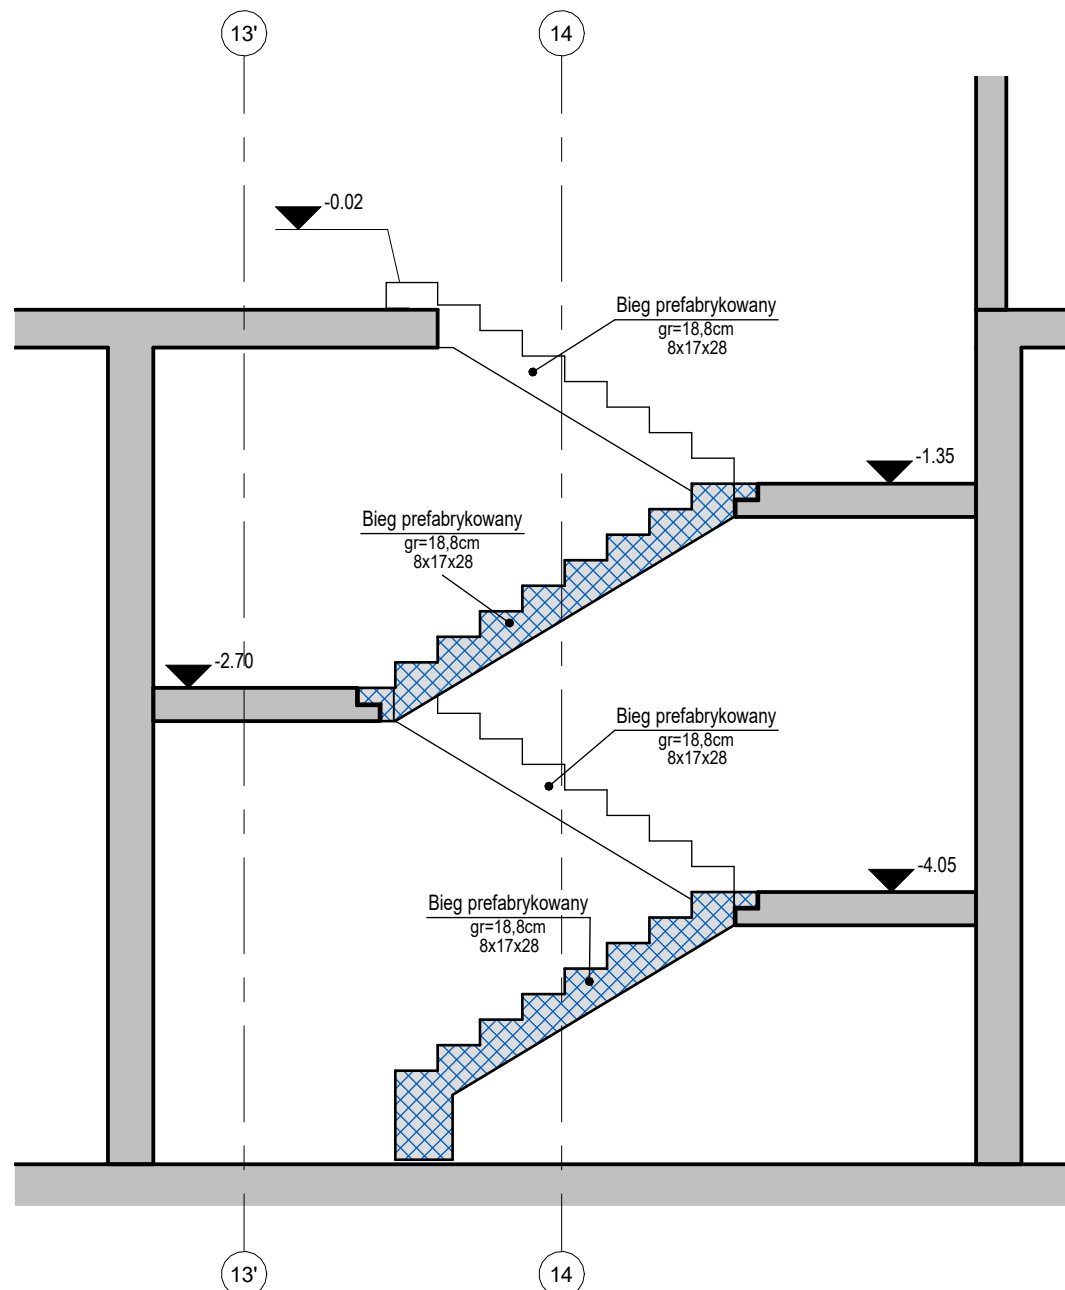 13'
14
-0.02
Bieg prefabrykowany
gr=18,8cm
8x17x28
-1.35
Bieg prefabrykowany
gr=18,8cm
8x17x28
-2.70
Bieg prefabrykowany
gr=18,8cm
8x17x28
-4.05
Bieg prefabrykowany
gr=18,8cm
8x17x28
13'
14